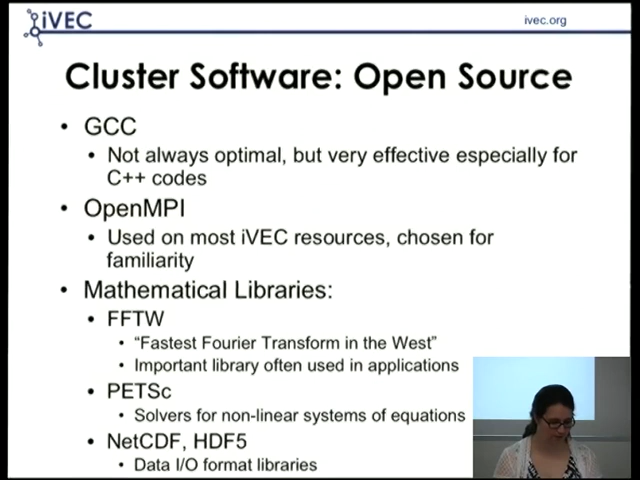 iVEC
ivec.org
Cluster Software: Open Source
• GCC
• Not always optimal, but very effective especially for
C++ codes
• OpenMPI
• Used on most iVEC resources, chosen for
familiarity
• Mathematical Libraries:
• FFTW
• “Fastest Fourier Transform in the West”
• Important library often used in applications
• PETSc
• Solvers for non-linear systems of equations
• NetCDF, HDF5
• Data I/O format libraries